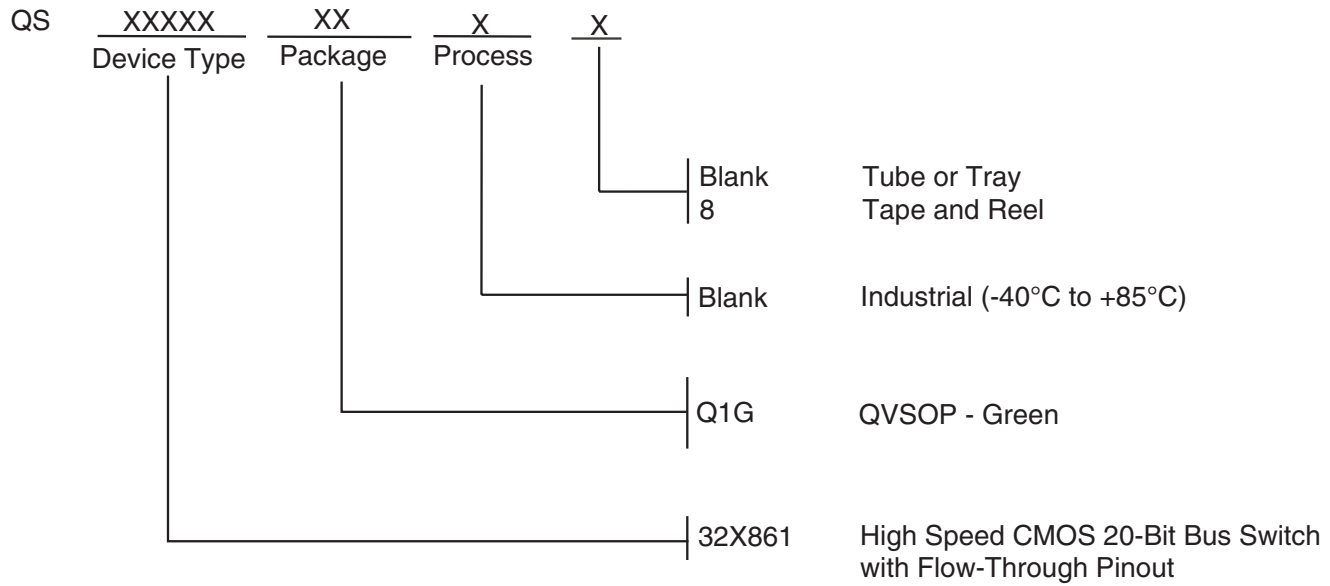 QS XXXXX XX X X
Device Type Package Process
Blank Tube or Tray
8 Tape and Reel
Blank Industrial (-40°C to +85°C)
Q1G QVSOP - Green
32X861 High Speed CMOS 20-Bit Bus Switch
with Flow-Through Pinout